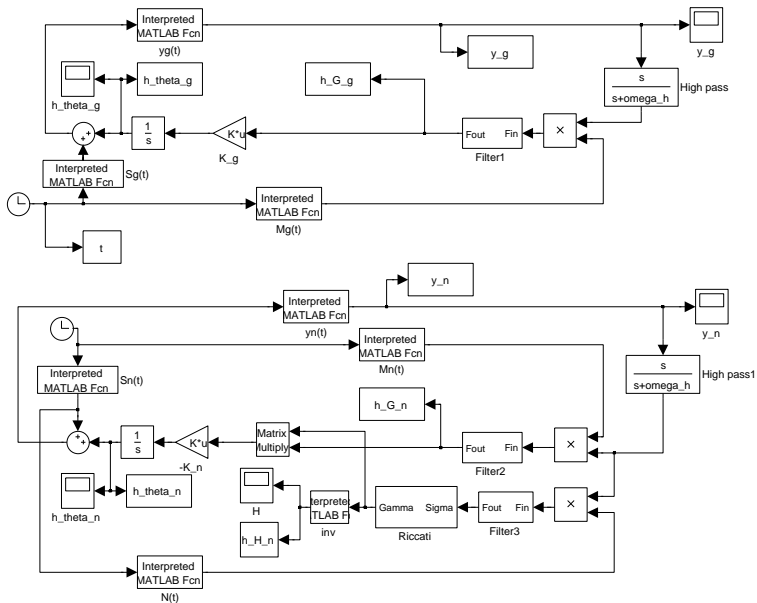 Interpreted
MATLAB Fcn
yg(t)
y_g
y_g
h_theta_g
h_theta_g
h_G_g
s
s+omega_h
High pass
1
s
K*u
K_g
Fout Fin
Filter1
×
+
+
Interpreted
MATLAB Fcn
Sg(t)
Interpreted
MATLAB Fcn
Mg(t)
t
y_n
Interpreted
MATLAB Fcn
yn(t)
y_n
Interpreted
MATLAB Fcn
Mn(t)
Interpreted
MATLAB Fcn
Sn(t)
s
s+omega_h
High pass1
h_G_n
+
+
1
s
K*u
-K_n
Matrix
Multiply
Fout Fin
Filter2
×
h_theta_n
h_theta_n
H
terprete
TLAB F
inv
Gamma Sigma
Riccati
Fout Fin
Filter3
×
h_H_n
Interpreted
MATLAB Fcn
N(t)